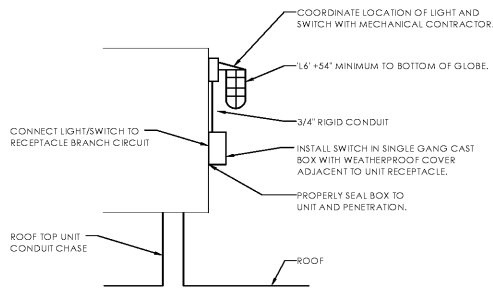 COORDINATE LOCATION OF LIGHT AND
SWITCH WITH MECHANICAL CONTRACTOR.
'L6' +54" MINIMUM TO BOTTOM OF GLOBE.
3/4" RIGID CONDUIT
CONNECT LIGHT/SWITCH TO
RECEPTACLE BRANCH CIRCUIT
INSTALL SWITCH IN SINGLE GANG CAST
BOX WITH WEATHERPROOF COVER
ADJACENT TO UNIT RECEPTACLE.
PROPERLY SEAL BOX TO
UNIT AND PENETRATION.
ROOF TOP UNIT
CONDUIT CHASE
ROOF